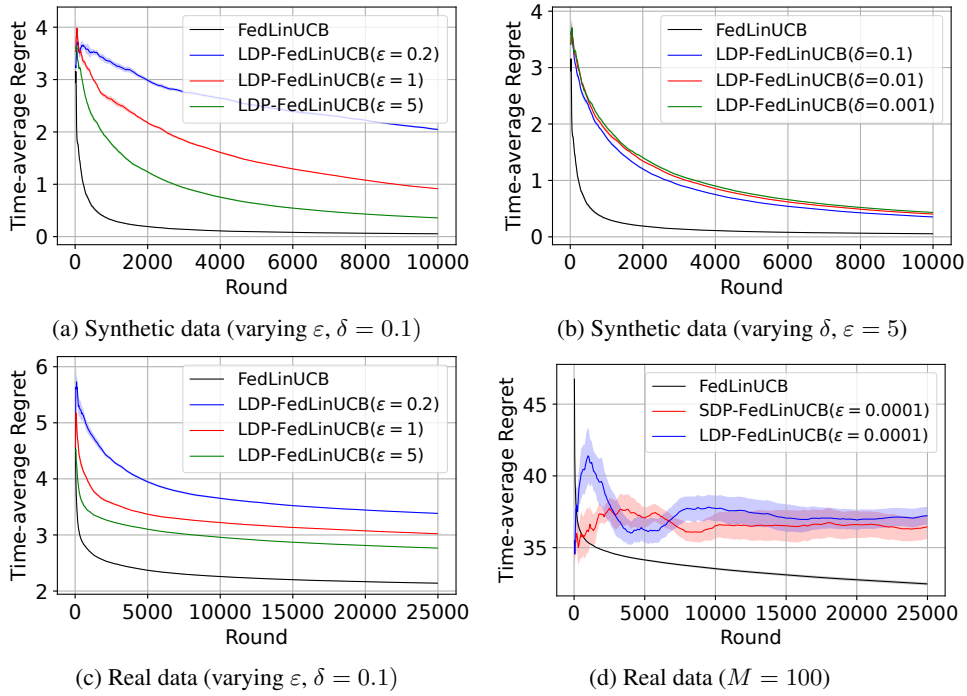 Time-average Regret
4
3
2
1
0
FedLinUCB
LDP-FedLinUCB(ε = 0.2)
LDP-FedLinUCB(ε = 1)
LDP-FedLinUCB(ε = 5)
0 2000 4000 6000 8000 10000
Round
(a) Synthetic data (varying ε, δ = 0.1)
Time-average Regret
4
3
2
1
0
FedLinUCB
LDP-FedLinUCB(δ=0.1)
LDP-FedLinUCB(δ=0.01)
LDP-FedLinUCB(δ=0.001)
0 2000 4000 6000 8000 10000
Round
(b) Synthetic data (varying δ, ε = 5)
Time-average Regret
6
5
4
3
2
FedLinUCB
LDP-FedLinUCB(ε = 0.2)
LDP-FedLinUCB(ε = 1)
LDP-FedLinUCB(ε = 5)
0 5000 10000 15000 20000 25000
Round
(c) Real data (varying ε, δ = 0.1)
Time-average Regret
45
40
35
FedLinUCB
SDP-FedLinUCB(ε = 0.0001)
LDP-FedLinUCB(ε = 0.0001)
0 5000 10000 15000 20000 25000
Round
(d) Real data (M = 100)